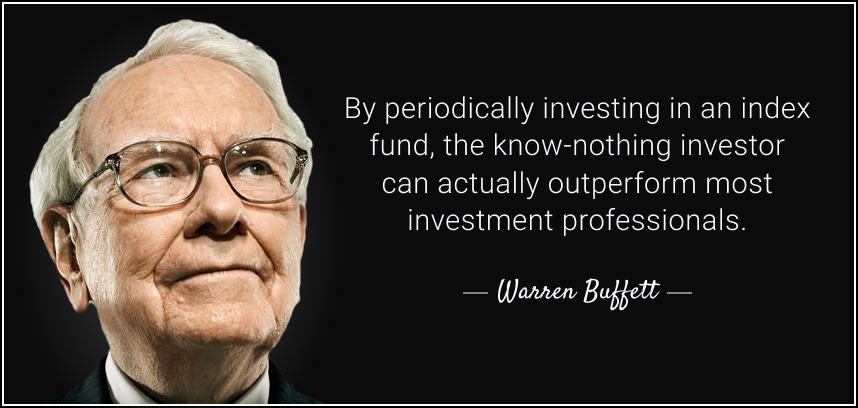 By periodically investing in an index
fund, the know-nothing investor
can actually outperform most
investment professionals.
— Warren Buffett —